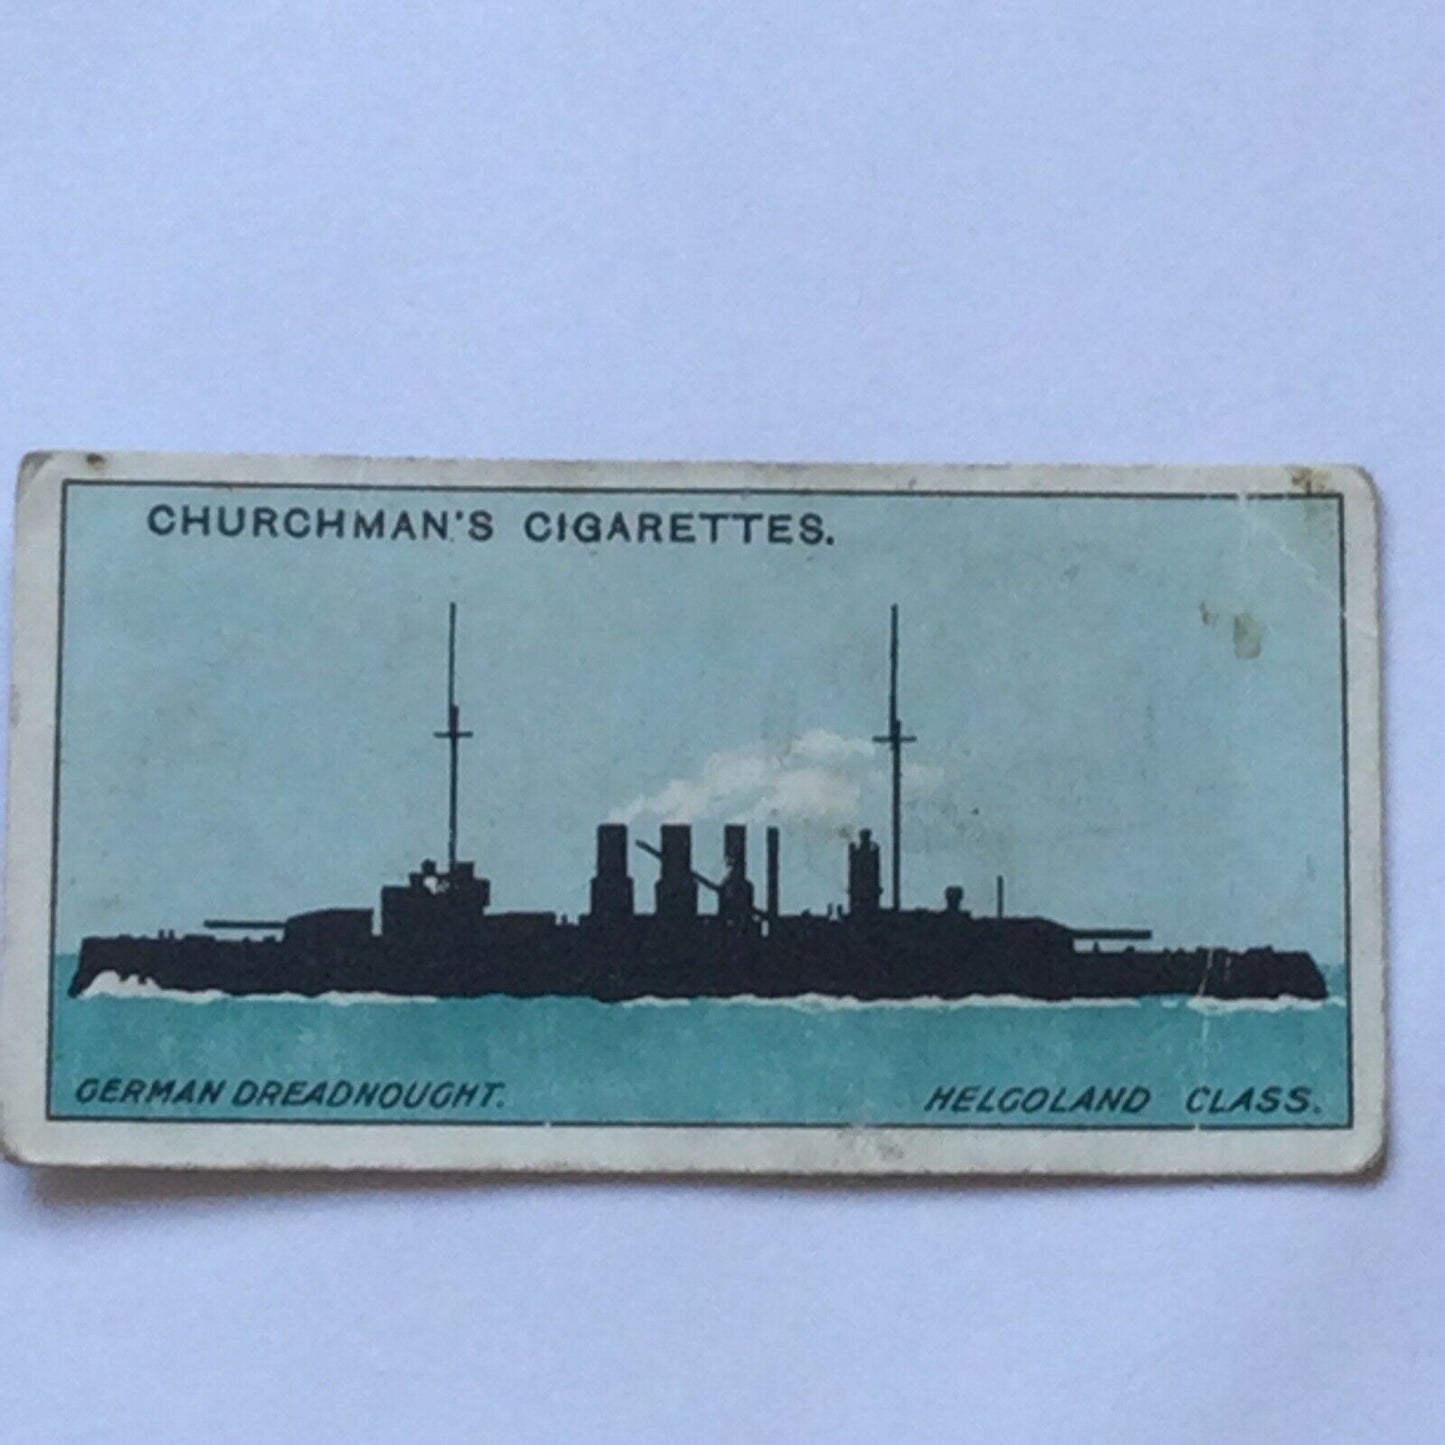 CHURCHMAN'S CIGARETTES.
GERMAN DREADNOUGHT. HELGOLAND CLASS.